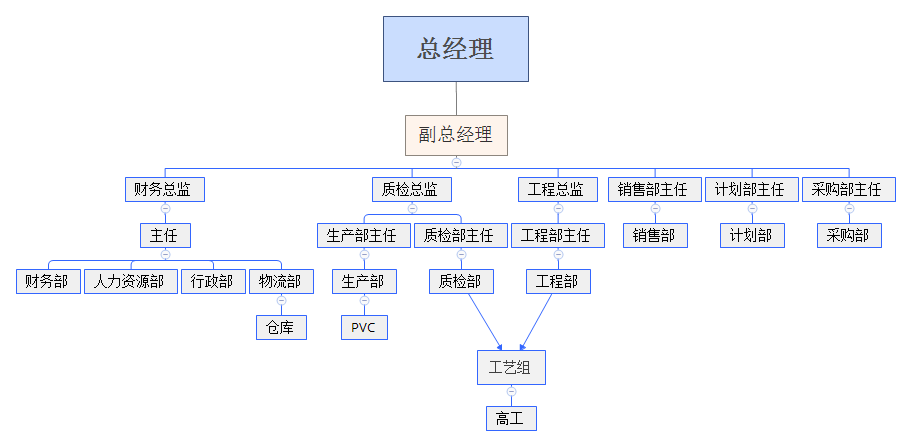 总经理
副总经理
财务总监
质检总监
工程总监
销售部主任
计划部主任
采购部主任
主任
生产部主任
质检部主任
工程部主任
销售部
计划部
采购部
财务部
人力资源部
行政部
物流部
生产部
质检部
工程部
仓库
PVC
工艺组
高工